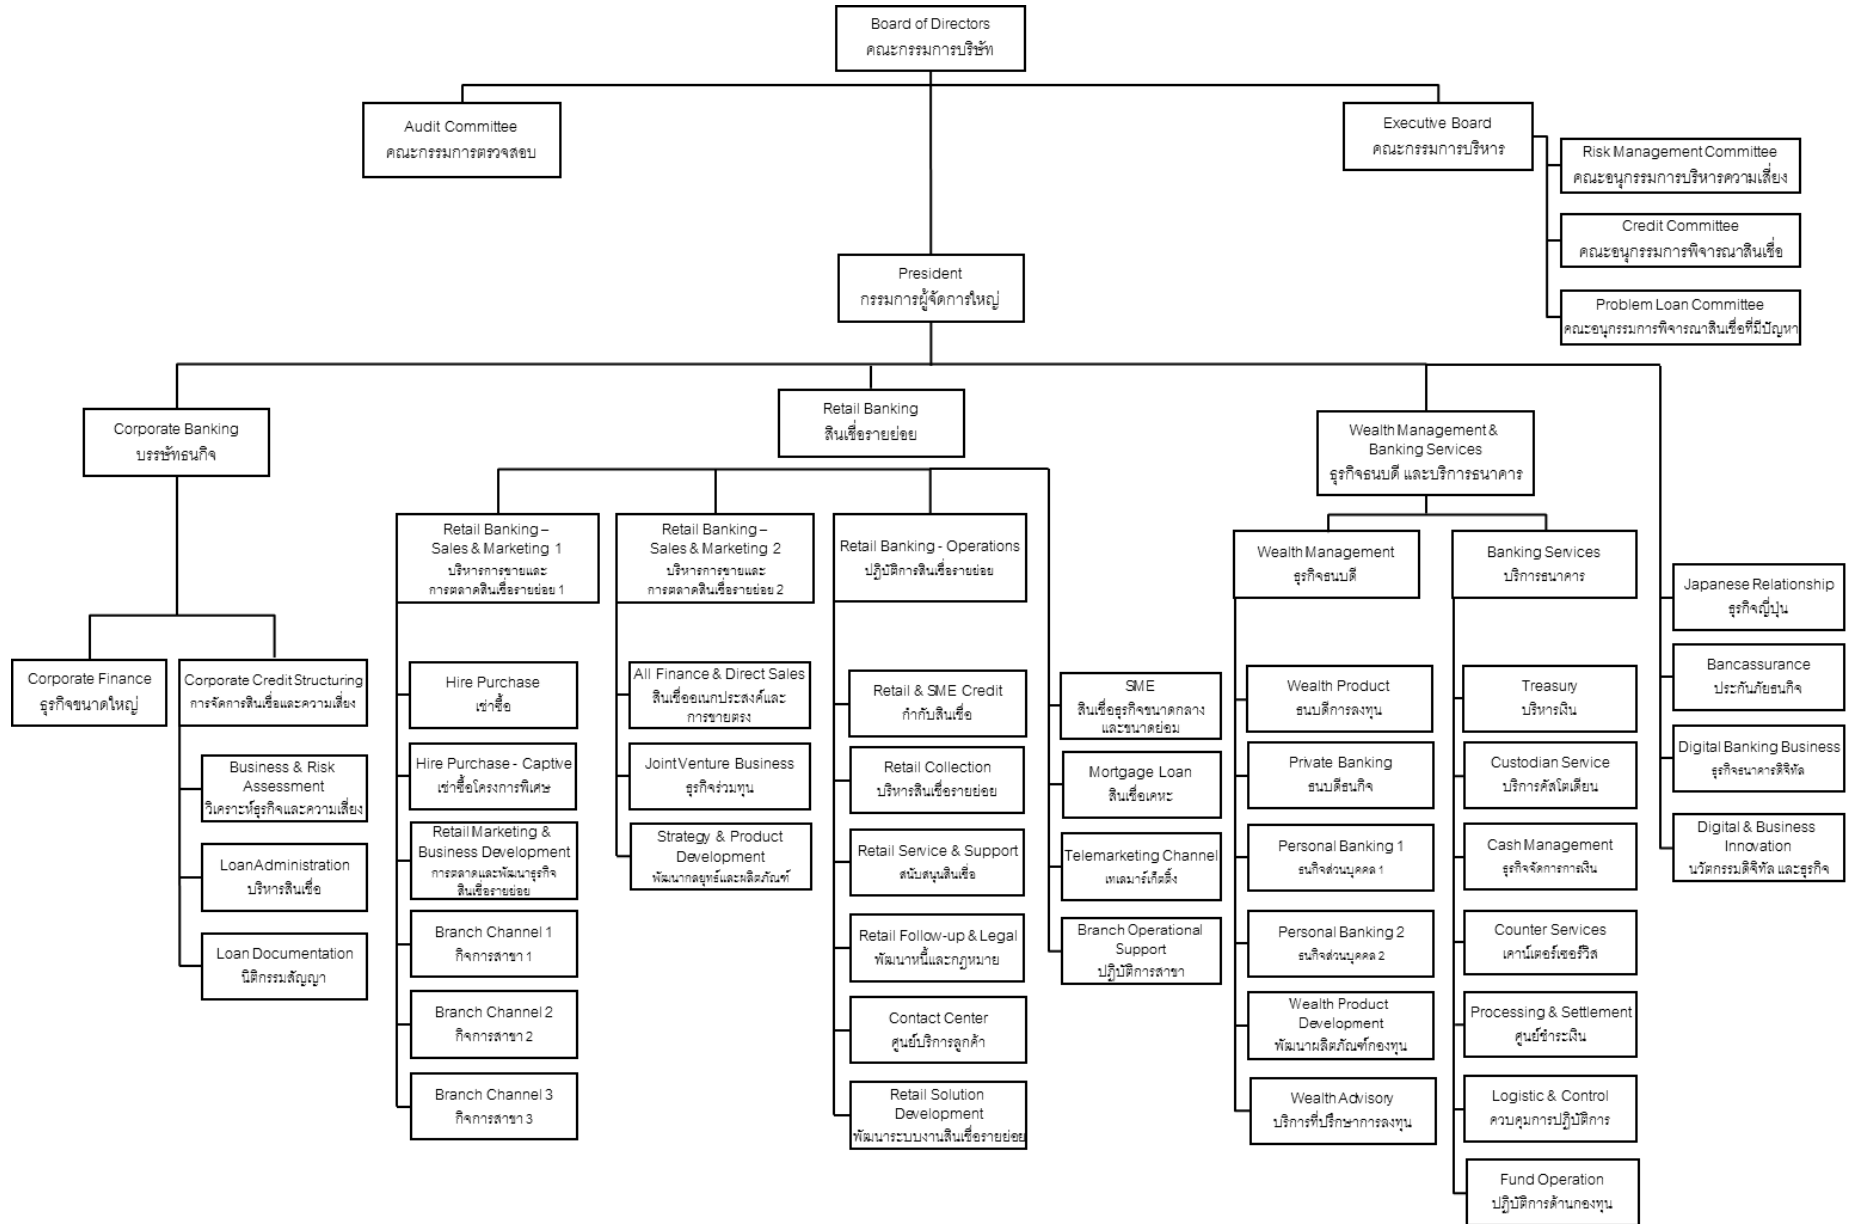 Board of Directors
คณะกรรมการบริษัท
Audit Committee
คณะกรรมการตรวจสอบ
Executive Board
คณะกรรมการบริหาร
Risk Management Committee
คณะอนุกรรมการบริหารความเสี่ยง
Credit Committee
คณะอนุกรรมการพิจารณาสินเชื่อ
Problem Loan Committee
คณะอนุกรรมการพิจารณาสินเชื่อที่มีปัญหา
President
กรรมการผู้จัดการใหญ่
Corporate Banking
บรรษัทธนกิจ
Retail Banking
สินเชื่อรายย่อย
Wealth Management &
Banking Services
ธุรกิจธนบดี และบริการธนาคาร
Corporate Finance
ธุรกิจขนาดใหญ่
Corporate Credit Structuring
การจัดการสินเชื่อและความเสี่ยง
Business & Risk
Assessment
วิเคราะห์ธุรกิจและความเสี่ยง
Loan Administration
บริหารสินเชื่อ
Loan Documentation
นิติกรรมสัญญา
Retail Banking –
Sales & Marketing 1
บริหารการขายและ
การตลาดสินเชื่อรายย่อย 1
Hire Purchase
เช่าซื้อ
Hire Purchase - Captive
เช่าซื้อโครงการพิเศษ
Retail Marketing &
Business Development
การตลาดและพัฒนาธุรกิจ
สินเชื่อรายย่อย
Branch Channel 1
กิจการสาขา 1
Branch Channel 2
กิจการสาขา 2
Branch Channel 3
กิจการสาขา 3
Retail Banking –
Sales & Marketing 2
บริหารการขายและ
การตลาดสินเชื่อรายย่อย 2
All Finance & Direct Sales
สินเชื่ออเนกประสงค์และ
การขายตรง
Joint Venture Business
ธุรกิจร่วมทุน
Strategy & Product
Development
พัฒนากลยุทธ์และผลิตภัณฑ์
Retail Banking - Operations
ปฏิบัติการสินเชื่อรายย่อย
Retail & SME Credit
กำกับสินเชื่อ
Retail Collection
บริหารสินเชื่อรายย่อย
Retail Service & Support
สนับสนุนสินเชื่อ
Retail Follow-up & Legal
พัฒนาหนี้และกฎหมาย
Contact Center
ศูนย์บริการลูกค้า
Retail Solution
Development
พัฒนาระบบงานสินเชื่อรายย่อย
SME
สินเชื่อธุรกิจขนาดกลาง
และขนาดย่อม
Mortgage Loan
สินเชื่อเคหะ
Telemarketing Channel
เทเลมาร์เก็ตติ้ง
Branch Operational
Support
ปฏิบัติการสาขา
Wealth Management
ธุรกิจธนบดี
Wealth Product
ธนบดีการลงทุน
Private Banking
ธนบดีธนกิจ
Personal Banking 1
ธนกิจส่วนบุคคล 1
Personal Banking 2
ธนกิจส่วนบุคคล 2
Wealth Product
Development
พัฒนาผลิตภัณฑ์กองทุน
Wealth Advisory
บริการที่ปรึกษาการลงทุน
Banking Services
บริการธนาคาร
Treasury
บริหารเงิน
Custodian Service
บริการคัสโตเดียน
Cash Management
ธุรกิจจัดการการเงิน
Counter Services
เคาน์เตอร์เซอร์วิส
Processing & Settlement
ศูนย์ชำระเงิน
Logistic & Control
ควบคุมการปฏิบัติการ
Fund Operation
ปฏิบัติการด้านกองทุน
Japanese Relationship
ธุรกิจญี่ปุ่น
Bancassurance
ประกันภัยธนกิจ
Digital Banking Business
ธุรกิจธนาคารดิจิทัล
Digital & Business
Innovation
นวัตกรรมดิจิทัล และธุรกิจ